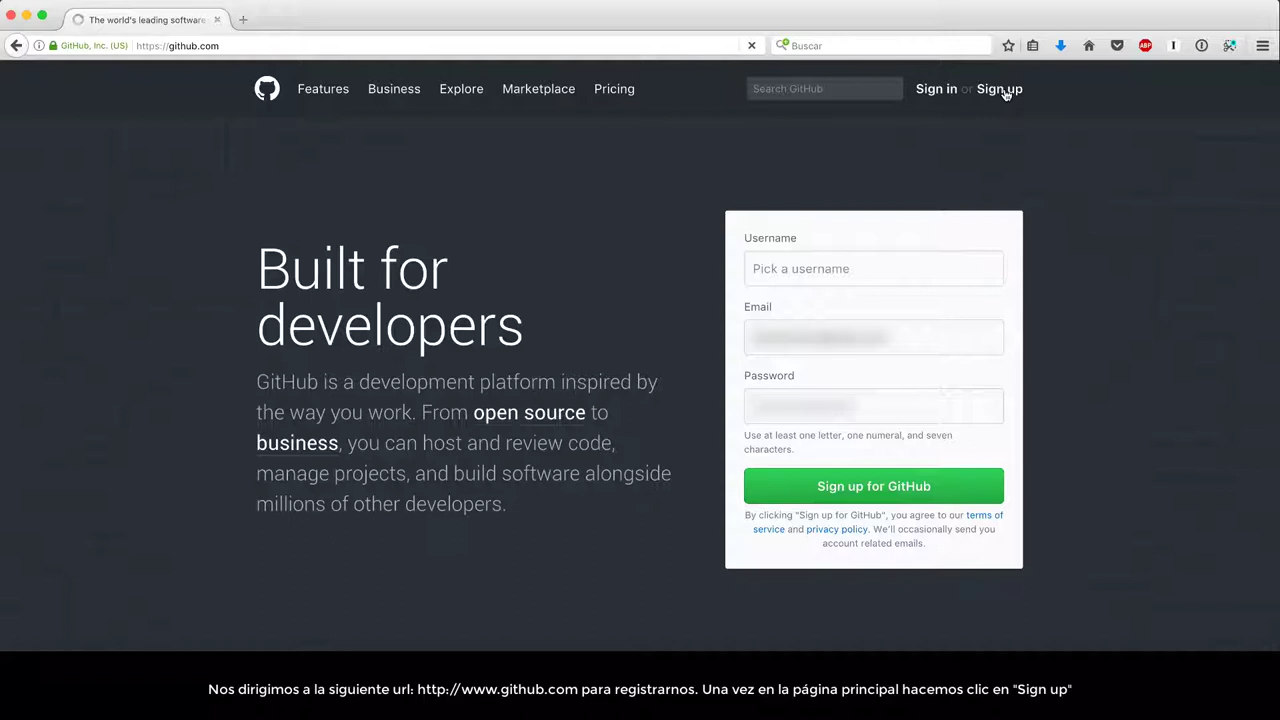 The world's leading software
GitHub, Inc. (US) https://github.com
Buscar
ABP
Features Business Explore Marketplace Pricing
Search GitHub
Sign in or Sign up
Built for
developers
GitHub is a development platform inspired by
the way you work. From open source to
business, you can host and review code,
manage projects, and build software alongside
millions of other developers.
Username
Pick a username
Email
Password
Use at least one letter, one numeral, and seven
characters.
Sign up for GitHub
By clicking "Sign up for GitHub", you agree to our terms of
service and privacy policy. We'll occasionally send you
account related emails.
Nos dirigimos a la siguiente url: http://www.github.com para registrarnos. Una vez en la página principal hacemos clic en "Sign up"